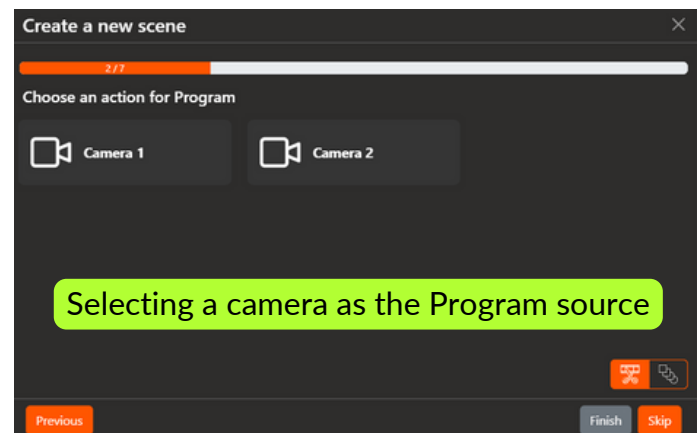 Create a new scene
2/7
Choose an action for Program
Camera 1
Camera 2
Selecting a camera as the Program source
Previous
Finish
Skip